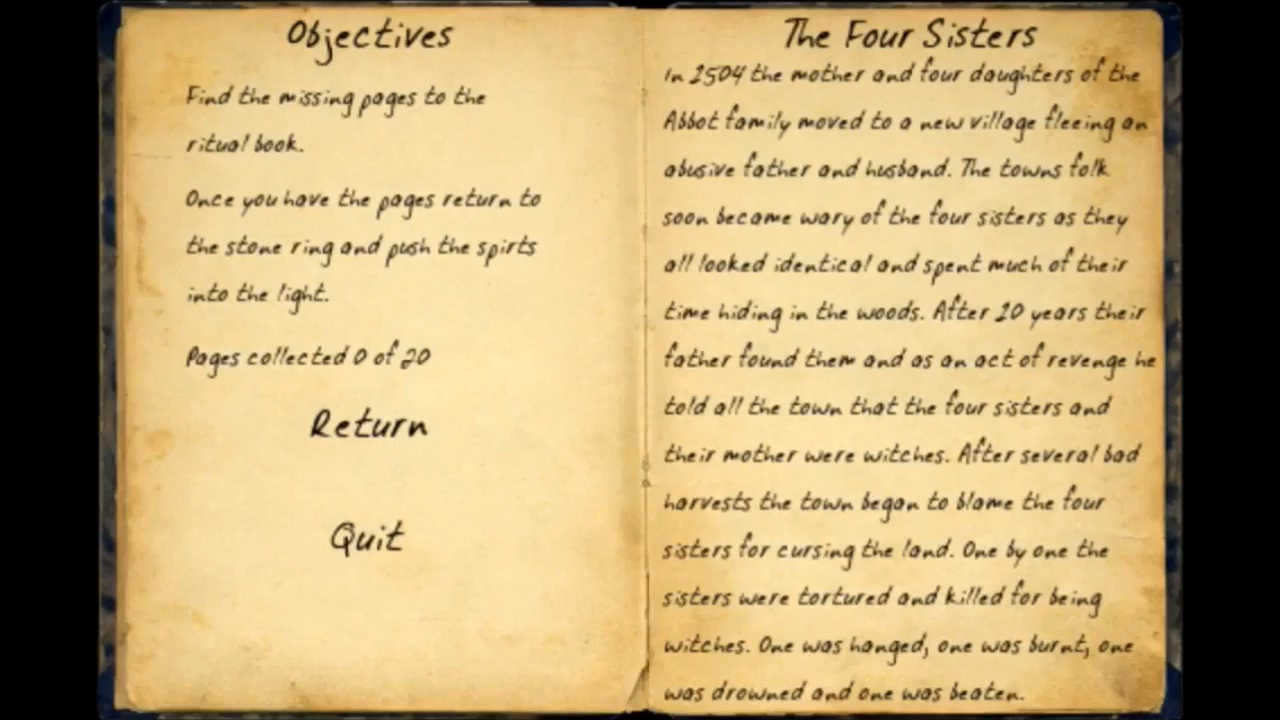 Objectives
Find the missing pages to the
ritual book.
Once you have the pages return to
the stone ring and push the spirts
into the light.
Pages collected 0 of 20
Return
Quit
The Four Sisters
In 1504 the mother and four daughters of the
Abbot family moved to a new village fleeing an
abusive father and husband. The towns folk
soon became wary of the four sisters as they
all looked identical and spent much of their
time hiding in the woods. After 10 years their
father found them and as an act of revenge he
told all the town that the four sisters and
their mother were witches. After several bad
harvests the town began to blame the four
sisters for cursing the land. One by one the
sisters were tortured and killed for being
witches. One was hanged, one was burnt, one
was drowned and one was beaten.